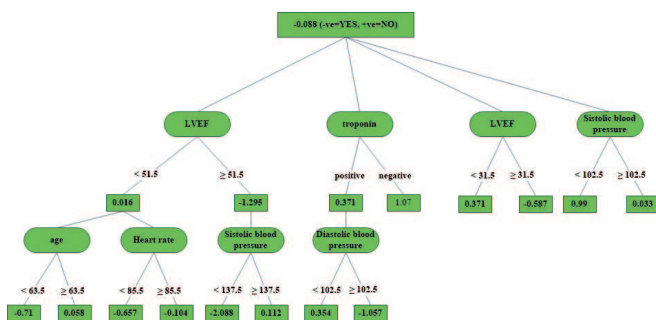 -0.088 (-ve=YES, +ve=NO)
LVEF
troponin
LVEF
Sistolic blood
pressure
< 51.5
≥ 51.5
positive
negative
< 31.5
≥ 31.5
< 102.5
≥ 102.5
0.016
-1.295
0.371
1.07
0.371
-0.587
0.99
0.033
age
Heart rate
Sistolic blood
pressure
Diastolic blood
pressure
< 63.5
≥ 63.5
< 85.5
≥ 85.5
< 137.5
≥ 137.5
< 102.5
≥ 102.5
-0.71
0.058
-0.657
-0.104
-2.088
0.112
0.354
-1.057